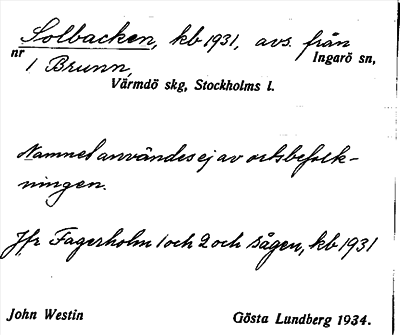 Solbacken, kb 1931, avs. från
nr 1 Brunn, Ingarö sn,
Värmdö skg, Stockholms l.
Namnet användes ej av ortsbefolk-
ningen.
Jfr Fagerholm 1 och 2 och Sågen, kb 1931
John Westin Gösta Lundberg 1934.